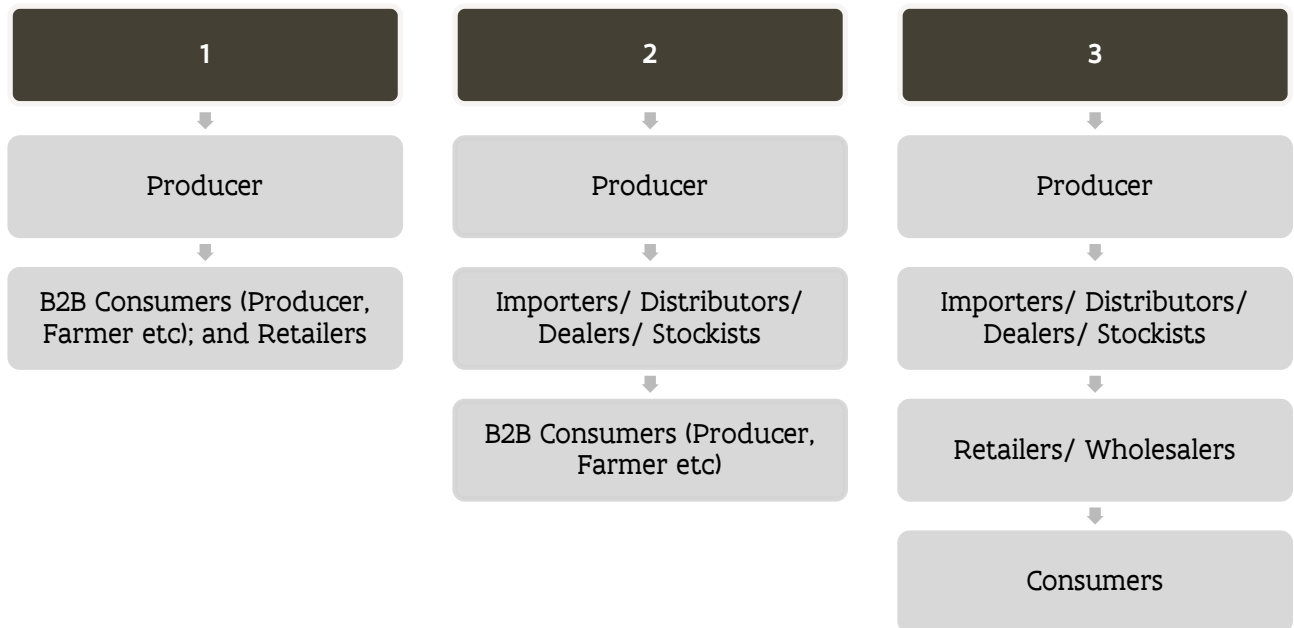 1
Producer
B2B Consumers (Producer,
Farmer etc); and Retailers
2
Producer
Importers/ Distributors/
Dealers/ Stockists
B2B Consumers (Producer,
Farmer etc)
3
Producer
Importers/ Distributors/
Dealers/ Stockists
Retailers/ Wholesalers
Consumers